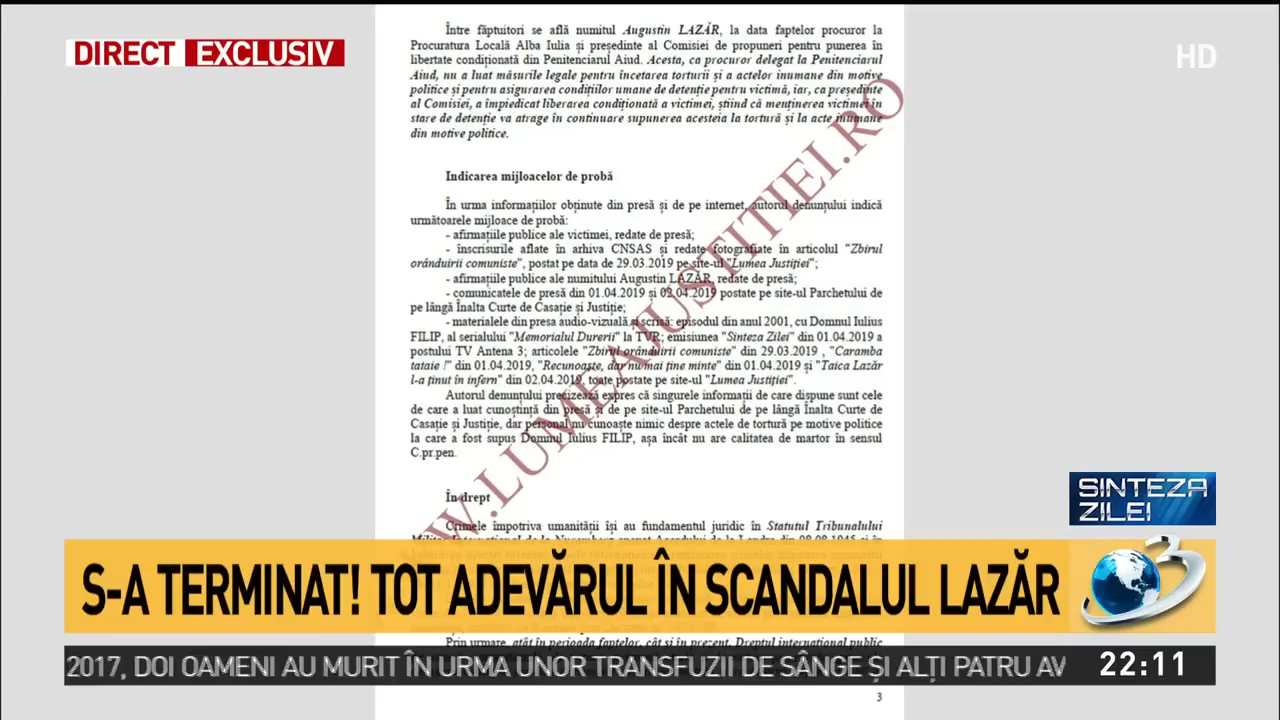 DIRECT EXCLUSIV
HD
Între făptuitori se află numitul Augustin LAZĂR, la data faptelor procuror la
Procuratura Locală Alba Iulia și președinte al Comisiei de propuneri pentru punerea în
libertate condiționată din Penitenciarul Aiud. Acesta, ca procuror delegat la Penitenciarul
Aiud, nu a luat măsurile legale pentru încetarea torturii și a actelor inumane din motive
politice și pentru asigurarea condițiilor umane de detenție pentru victimă, iar, ca președinte
al Comisiei, a împiedicat liberarea condiționată a victimei, știind că menținerea victimei în
stare de detenție va atrage în continuare supunerea acesteia la tortură și la acte inumane
din motive politice.
Indicarea mijloacelor de probă
În urma informațiilor obținute din presă și de pe internet, autorul denunțului indică
următoarele mijloace de probă:
- afirmațiile publice ale victimei, redate de presă;
- înscrisurile aflate în arhiva CNSAS și redate fotografiate în articolul "Zbirul
orânduirii comuniste", postat pe data de 29.03.2019 pe site-ul "Lumea Justiției";
- afirmațiile publice ale numitului Augustin LAZĂR, redate de presă;
- comunicatele de presă din 01.04.2019 și 02.04.2019 postate pe site-ul Parchetului de
pe lângă Înalta Curte de Casație și Justiție;
- materialele din presa audio-vizuală și scrisă: episodul din anul 2001, cu Domnul Iulius
FILIP, al serialului "Memorialul Durerii" la TVR; emisiunea "Sinteza Zilei" din 01.04.2019 a
postului TV Antena 3; articolele "Zbirul orânduirii comuniste" din 29.03.2019 , "Caramba
tataie !" din 01.04.2019, "Recunoaște, dar nu mai ține minte" din 01.04.2019 și "Taica Lazăr
l-a ținut în infern" din 02.04.2019, toate postate pe site-ul "Lumea Justiției".
Autorul denunțului precizează expres că singurele informații de care dispune sunt cele
de care a luat cunoștință din presă și de pe site-ul Parchetului de pe lângă Înalta Curte de
Casație și Justiție, dar personal nu cunoaște nimic despre actele de tortură pe motive politice
la care a fost supus Domnul Iulius FILIP, așa încât nu are calitatea de martor în sensul
C.pr.pen.
În drept
Crimele împotriva umanității își au fundamentul juridic în Statutul Tribunalului
W.LUMEAJUSTITIEI.RO
SINTEZA
ZILEI
S-A TERMINAT! TOT ADEVĂRUL ÎN SCANDALUL LAZĂR
3
Prin urmare, atât în perioada faptelor, cât și în prezent, Dreptul internațional public
2017, DOI OAMENI AU MURIT ÎN URMA UNOR TRANSFUZII DE SÂNGE ȘI ALȚI PATRU AV
22:11
3